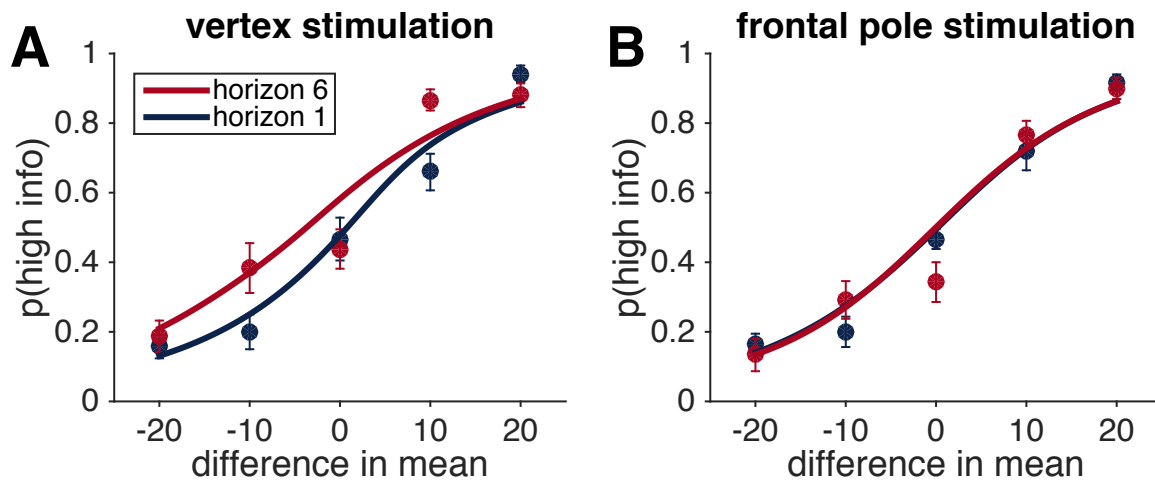 A
vertex stimulation
horizon 6
horizon 1
p(high info)
1
0.8
0.6
0.4
0.2
0
-20
-10
0
10
20
difference in mean
B
frontal pole stimulation
p(high info)
1
0.8
0.6
0.4
0.2
0
-20
-10
0
10
20
difference in mean